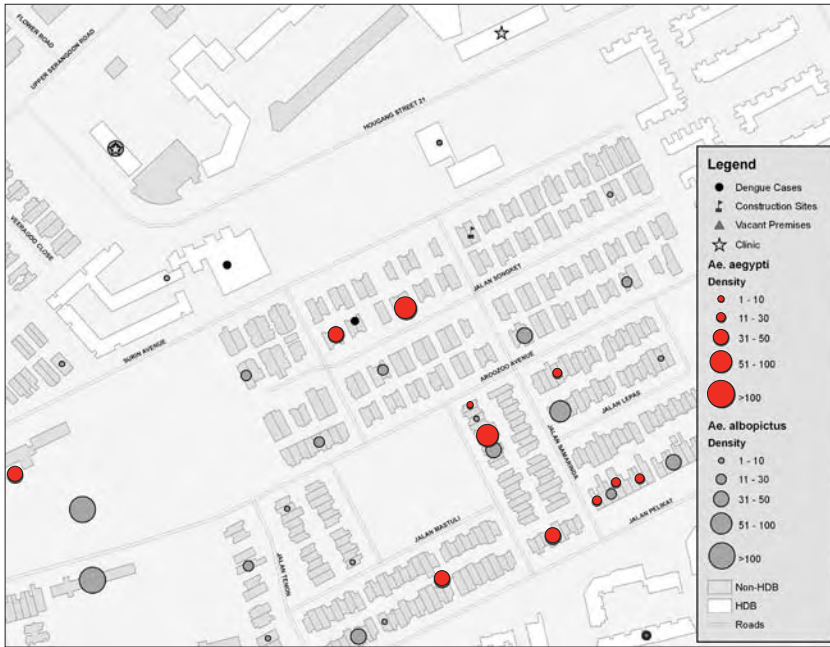 FLOWER ROAD
UPPER SERANGOON ROAD
HOUGANG STREET 21
VEERAGOO CLOSE
JALAN SONGKET
SURIN AVENUE
AROOZOO AVENUE
JALAN LEPAS
JALAN SAMARINDA
JALAN PELIKAT
JALAN MASTULI
JALAN TENON
Legend
Dengue Cases
Construction Sites
Vacant Premises
Clinic
Ae. aegypti
Density
1 - 10
11 - 30
31 - 50
51 - 100
>100
Ae. albopictus
Density
1 - 10
11 - 30
31 - 50
51 - 100
>100
Non-HDB
HDB
Roads